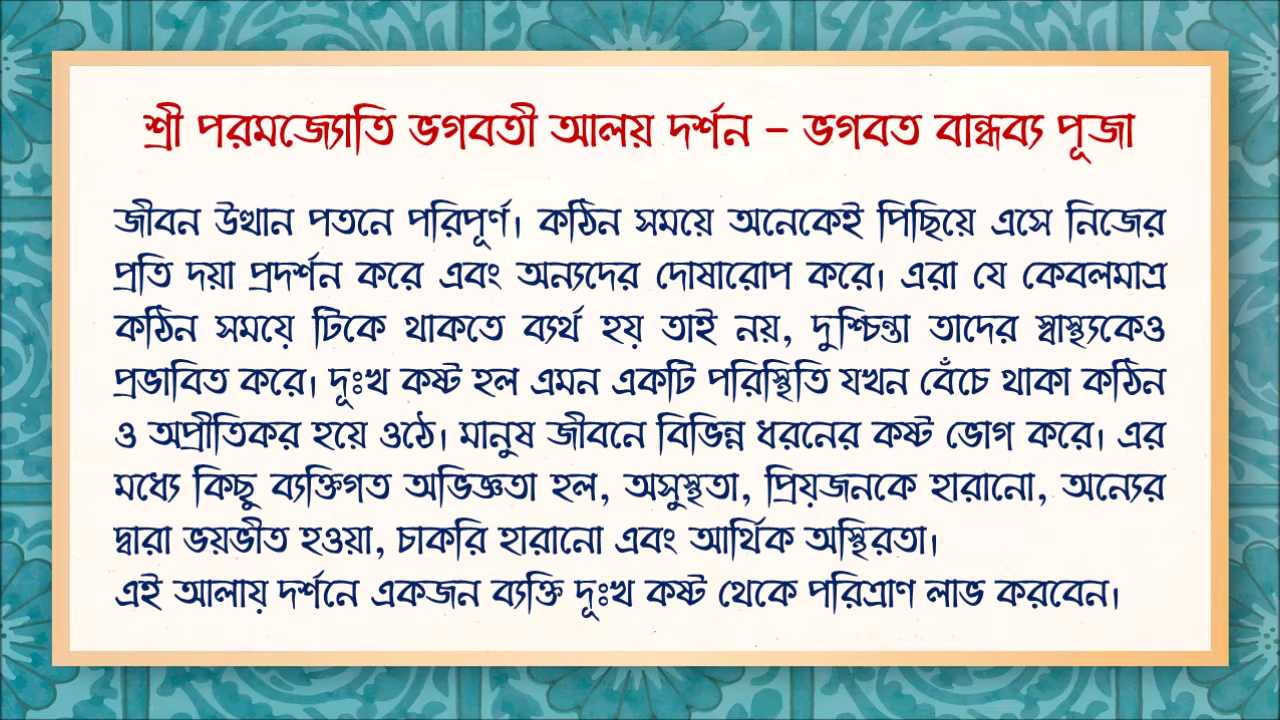 শ্রী পরমজ্যোতি ভগবতী আলয় দর্শন – ভগবত বান্ধব্য পূজা
জীবন উত্থান পতনে পরিপূর্ণ। কঠিন সময়ে অনেকেই পিছিয়ে এসে নিজের
প্রতি দয়া প্রদর্শন করে এবং অন্যদের দোষারোপ করে। এরা যে কেবলমাত্র
কঠিন সময়ে টিকে থাকতে ব্যর্থ হয় তাই নয়, দুশ্চিন্তা তাদের স্বাস্থ্যকেও
প্রভাবিত করে। দূঃখ কষ্ট হল এমন একটি পরিস্থিতি যখন বেঁচে থাকা কঠিন
ও অপ্রীতিকর হয়ে ওঠে। মানুষ জীবনে বিভিন্ন ধরনের কষ্ট ভোগ করে। এর
মধ্যে কিছু ব্যক্তিগত অভিজ্ঞতা হল, অসুস্থতা, প্রিয়জনকে হারানো, অন্যের
দ্বারা ভয়ভীত হওয়া, চাকরি হারানো এবং আর্থিক অস্থিরতা।
এই আলায় দর্শনে একজন ব্যক্তি দূঃখ কষ্ট থেকে পরিত্রাণ লাভ করবেন।